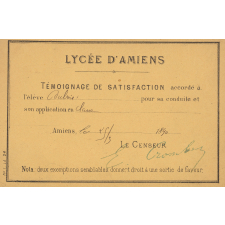 LYCÉE D'AMIENS
TÉMOIGNAGE DE SATISFACTION accordé à
l'élève pour sa conduite et
son application en
Amiens, le 189
LE CENSEUR
Nota, deux exemptions semblables donnent droit à une sortie de faveur.